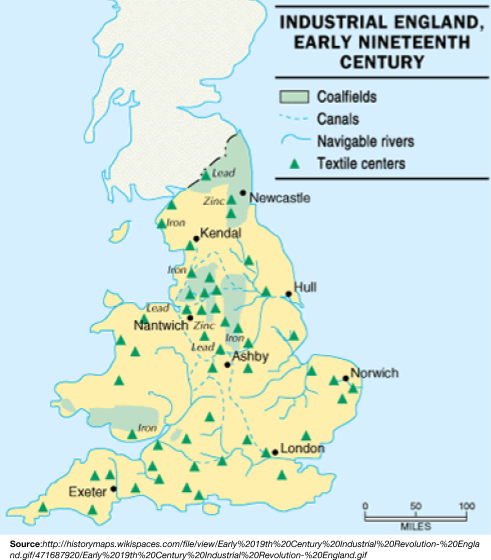 INDUSTRIAL ENGLAND,
EARLY NINETEENTH
CENTURY
Coalfields
Canals
Navigable rivers
Textile centers
Lead
Zinc
Newcastle
Iron
Kendal
Iron
Hull
Lead
Nantwich
Zinc
Iron
Lead
Ashby
Norwich
Iron
London
Exeter
0 50 100
MILES
Source:http://historymaps.wikispaces.com/file/view/Early%2019th%20Century%20Industrial%20Revolution-%20Engla
nd.gif/471687920/Early%2019th%20Century%20Industrial%20Revolution-%20England.gif